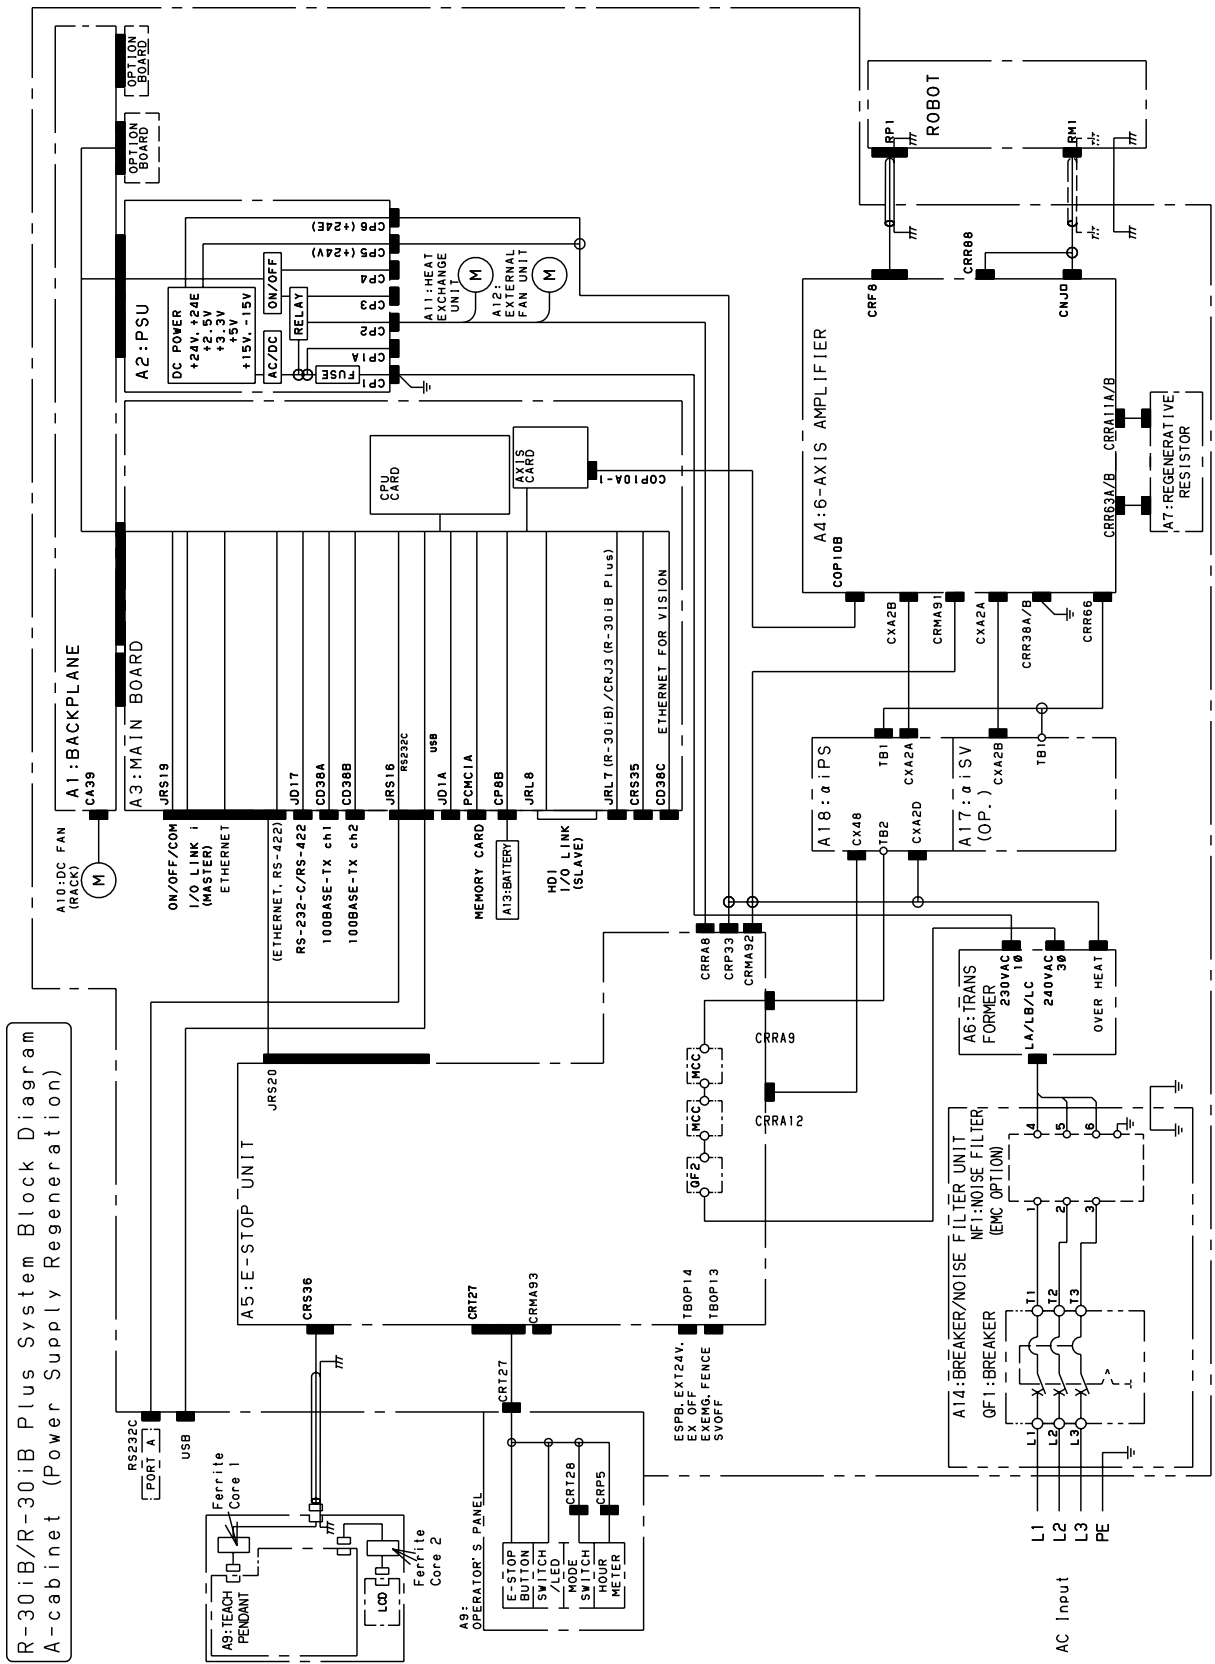 R-30iB/R-30iB Plus System Block Diagram
A-cabinet (Power Supply Regeneration)
A1:BACKPLANE
CA39
A10:DC FAN
(RACK)
M
OPTION
BOARD
OPTION
BOARD
A2:PSU
DC POWER
+24V, +24E
+2.5V
+3.3V
+5V
+15V, -15V
AC/DC
ON/OFF
RELAY
FUSE
CP6 (+24E)
CP5 (+24V)
CP4
CP3
CP2
CP1A
CP1
A11:HEAT
EXCHANGE
UNIT
M
A12:
EXTERNAL
FAN UNIT
M
A3:MAIN BOARD
CPU
CARD
AXIS
CARD
COP10A-1
JRS19
JD17
CD38A
CD38B
JRS16
RS232C
USB
JD1A
PCMCIA
CP8B
JRL8
JRL7 (R-30iB) /CRJ3 (R-30iB Plus)
CRS35
CD38C
ETHERNET FOR VISION
ON/OFF/COM
I/O LINK i
(MASTER)
ETHERNET
(ETHERNET, RS-422)
RS-232-C/RS-422
100BASE-TX ch1
100BASE-TX ch2
MEMORY CARD
A13:BATTERY
HDI
I/O LINK
(SLAVE)
ROBOT
RP1
RM1
CRF8
CRR88
CNJ□
A4:6-AXIS AMPLIFIER
COP10B
CXA2B
CRMA91
CXA2A
CRR38A/B
CRR66
CRRA11A/B
CRR63A/B
A7:REGENERATIVE
RESISTOR
A18:αiPS
TB1
CXA2A
CX48
TB2
CXA2D
A17:αiSV
(OP.)
CXA2B
TB1
A5:E-STOP UNIT
JRS20
CRRA8
CRP33
CRMA92
CRRA9
CRRA12
MCC
MCC
QF2
CRS36
CRT27
CRMA93
TBOP14
TBOP13
ESPB, EXT24V,
EX OFF
EXEMG, FENCE
SVOFF
A6:TRANS
FORMER
230VAC
1Ø
240VAC
3Ø
OVER HEAT
LA/LB/LC
A14:BREAKER/NOISE FILTER UNIT
NF1:NOISE FILTER
(EMC OPTION)
4
5
6
1
2
3
QF1:BREAKER
T1
T2
T3
L1
L2
L3
L1
L2
L3
PE
AC Input
RS232C
PORT A
USB
A9:TEACH
PENDANT
Ferrite
Core 1
Ferrite
Core 2
LCD
A9:
OPERATOR'S PANEL
CRT27
CRT28
CRP5
E-STOP
BUTTON
SWITCH
/LED
MODE
SWITCH
HOUR
METER